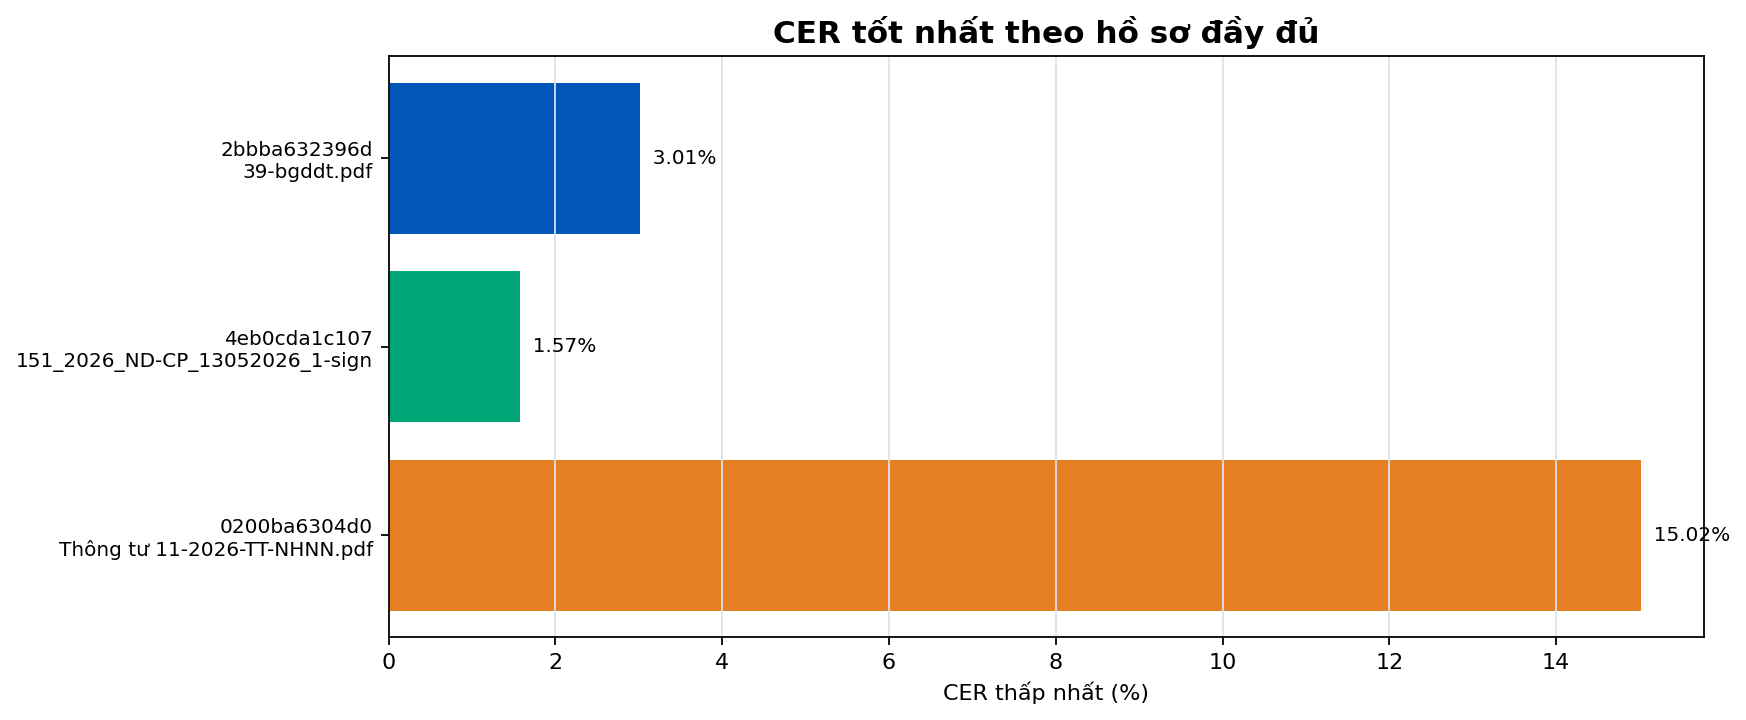 CER tốt nhất theo hồ sơ đầy đủ
2bbba632396d
39-bgddt.pdf
3.01%
4eb0cda1c107
151_2026_ND-CP_13052026_1-sign
1.57%
0200ba6304d0
Thông tư 11-2026-TT-NHNN.pdf
15.02%
0 2 4 6 8 10 12 14
CER thấp nhất (%)